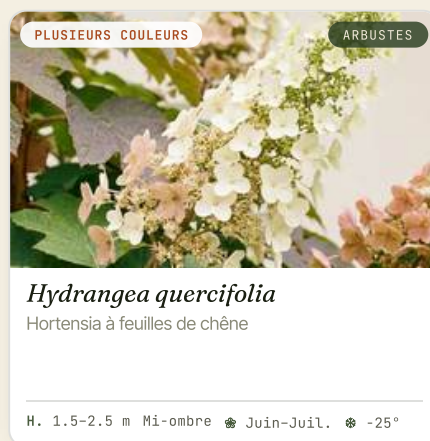 PLUSIEURS COULEURS ARBUSTES
Hydrangea quercifolia
Hortensia à feuilles de chêne
H. 1.5–2.5 m Mi-ombre ❀ Juin–Juil. ❄ -25°